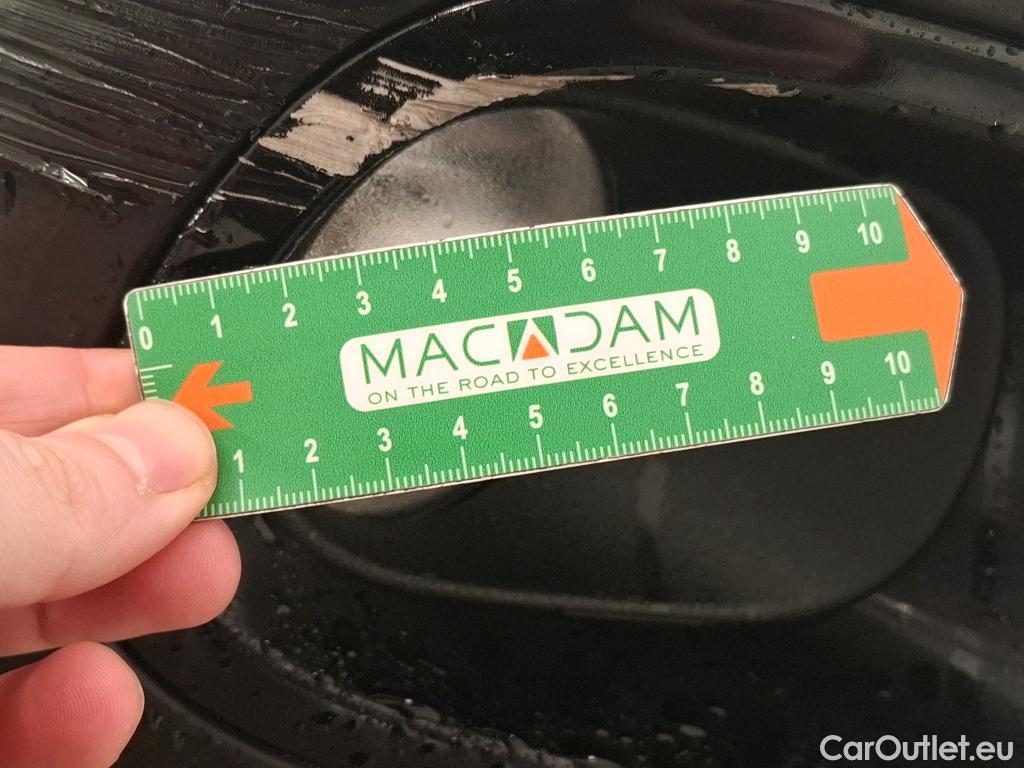 0 1 2 3 4 5 6 7 8 9 10
MACADAM
ON THE ROAD TO EXCELLENCE
1 2 3 4 5 6 7 8 9 10
CarOutlet.eu